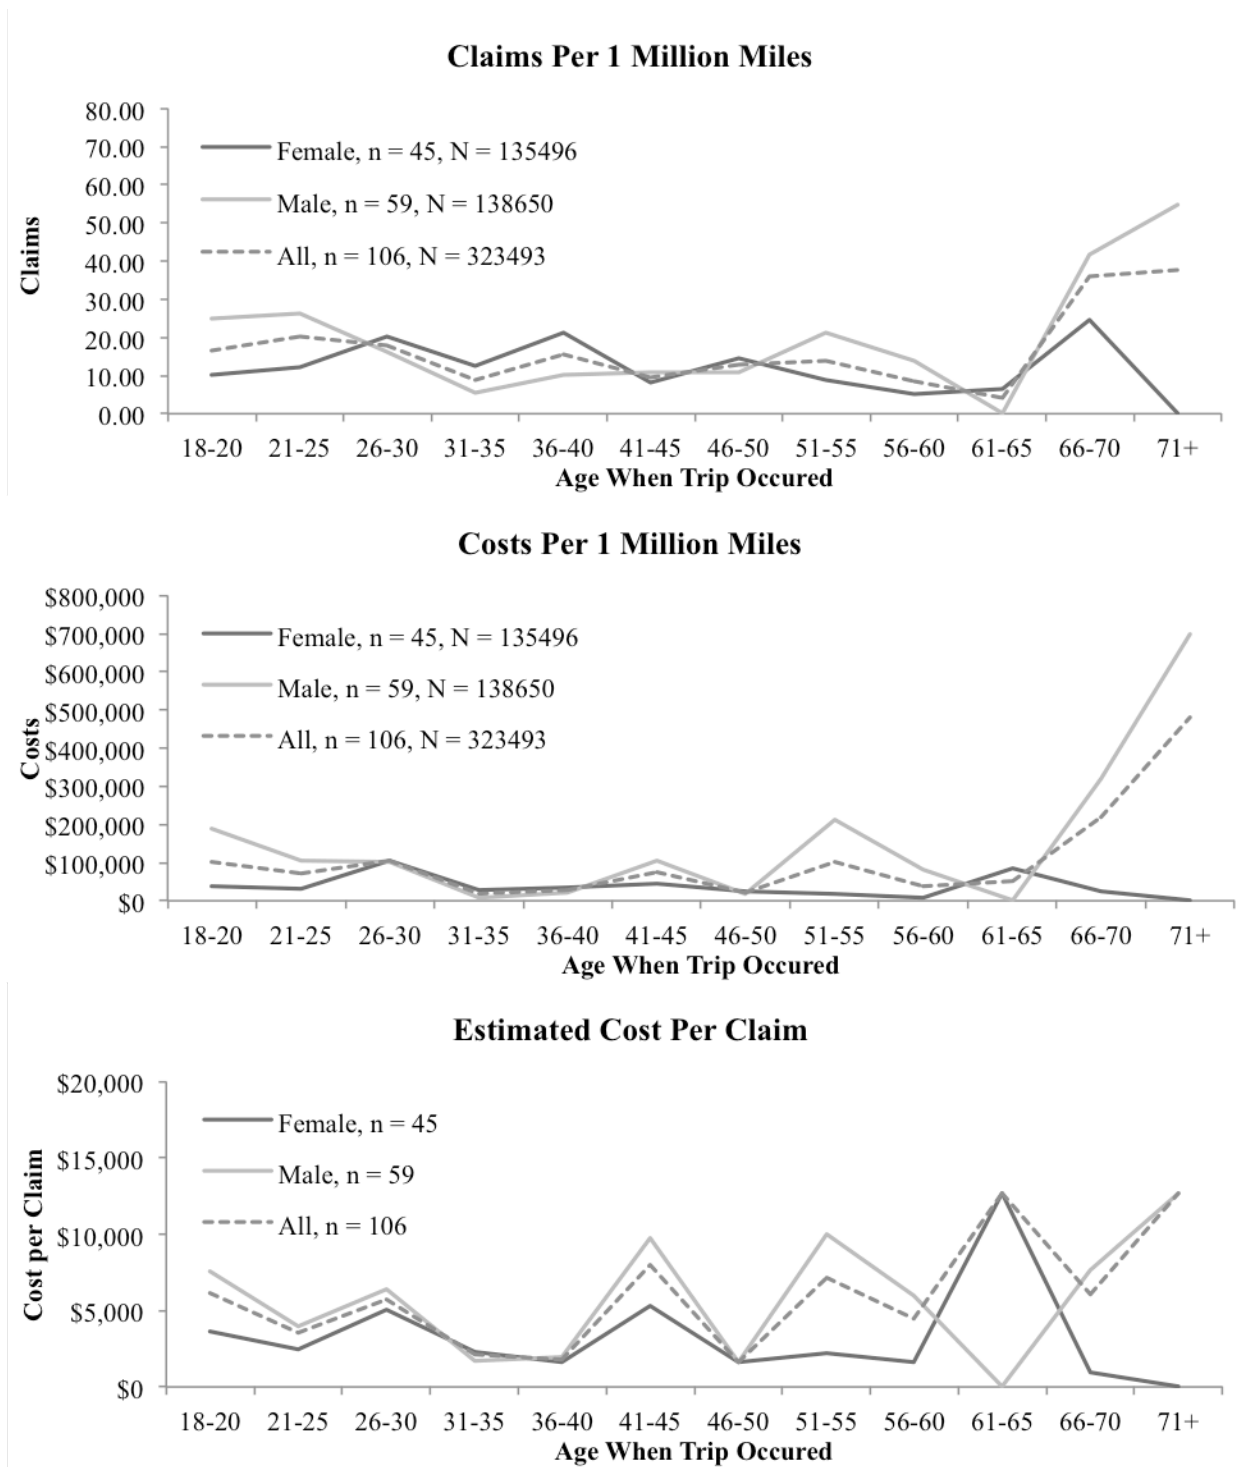 Claims Per 1 Million Miles
80.00
70.00
60.00
50.00
40.00
30.00
20.00
10.00
0.00
Claims
Female, n = 45, N = 135496
Male, n = 59, N = 138650
All, n = 106, N = 323493
18-20 21-25 26-30 31-35 36-40 41-45 46-50 51-55 56-60 61-65 66-70 71+
Age When Trip Occured
Costs Per 1 Million Miles
$800,000
$700,000
$600,000
$500,000
$400,000
$300,000
$200,000
$100,000
$0
Costs
Female, n = 45, N = 135496
Male, n = 59, N = 138650
All, n = 106, N = 323493
18-20 21-25 26-30 31-35 36-40 41-45 46-50 51-55 56-60 61-65 66-70 71+
Age When Trip Occured
Estimated Cost Per Claim
$20,000
$15,000
$10,000
$5,000
$0
Cost per Claim
Female, n = 45
Male, n = 59
All, n = 106
18-20 21-25 26-30 31-35 36-40 41-45 46-50 51-55 56-60 61-65 66-70 71+
Age When Trip Occured